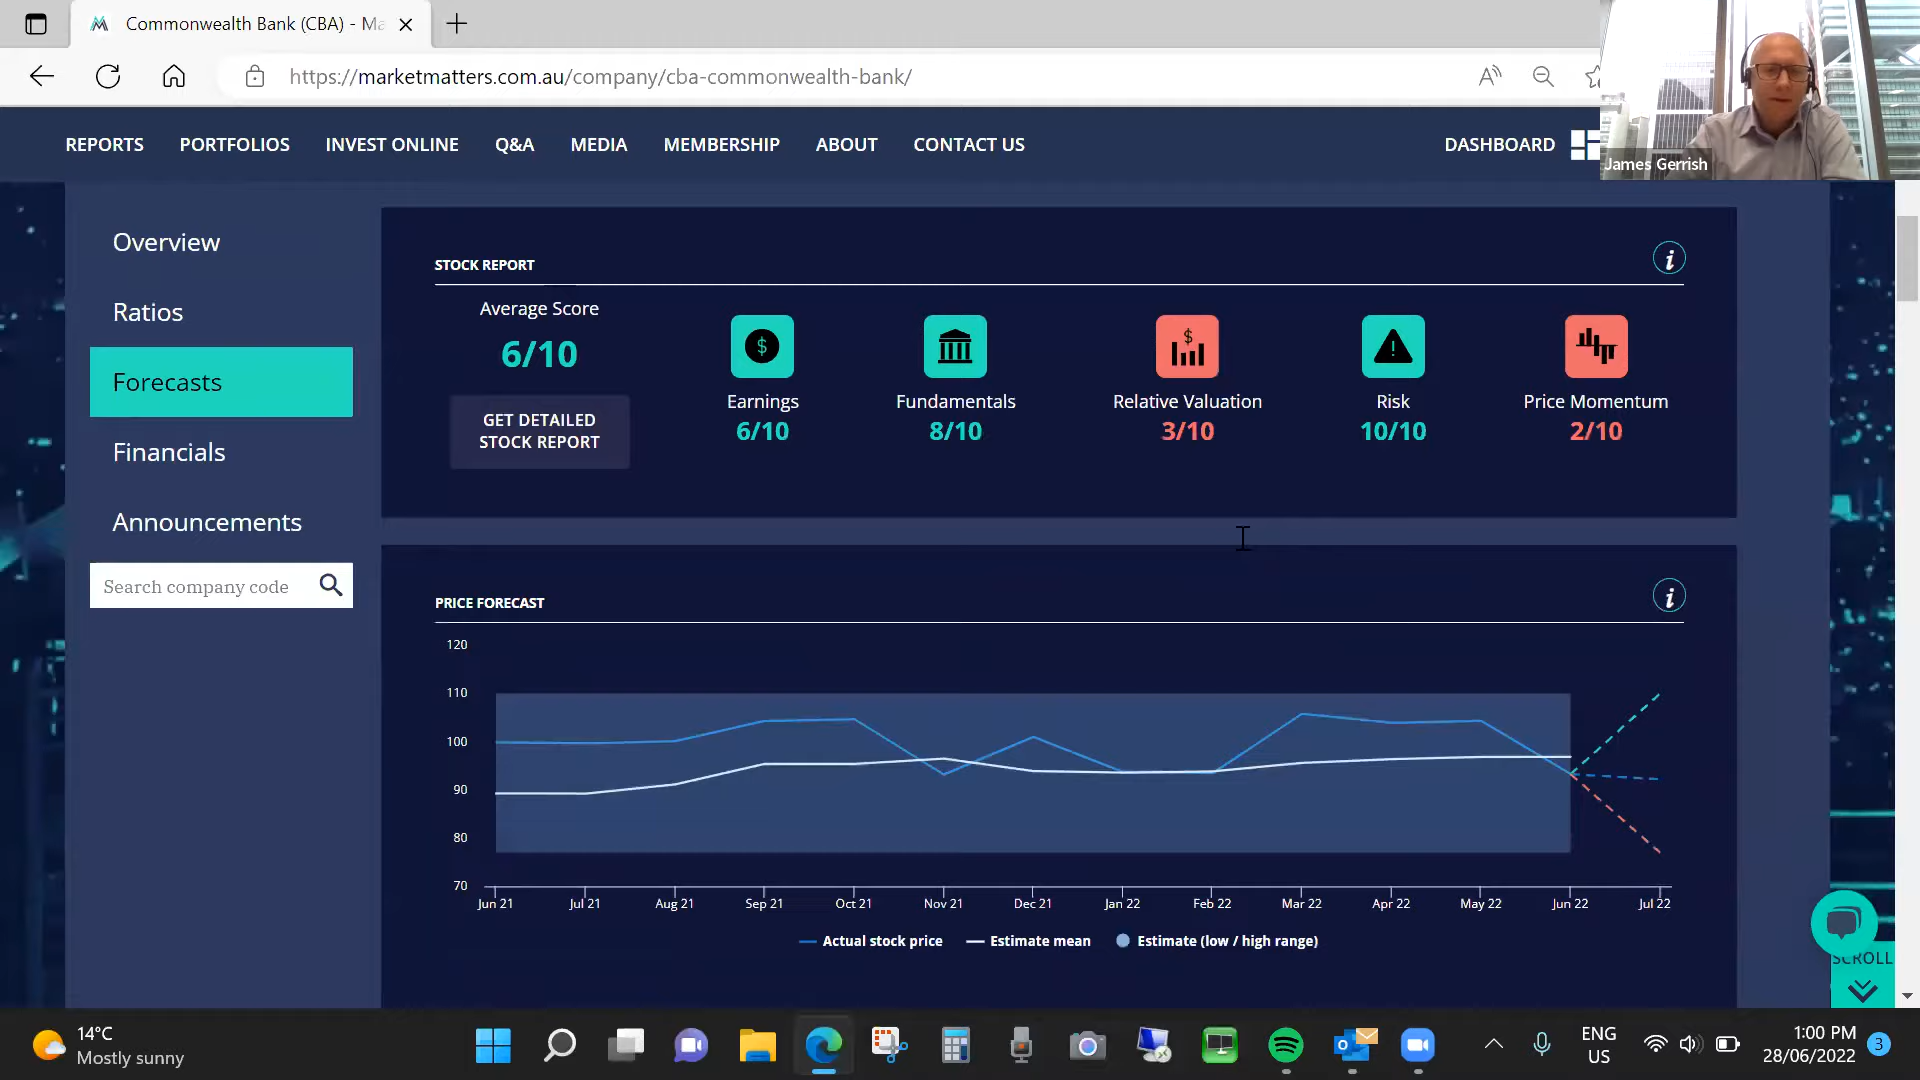 Commonwealth Bank (CBA) - Ma
https://marketmatters.com.au/company/cba-commonwealth-bank/
James Gerrish
REPORTS PORTFOLIOS INVEST ONLINE Q&A MEDIA MEMBERSHIP ABOUT CONTACT US DASHBOARD
Overview
Ratios
Forecasts
Financials
Announcements
Search company code
STOCK REPORT
Average Score
6/10
GET DETAILED
STOCK REPORT
Earnings
6/10
Fundamentals
8/10
Relative Valuation
3/10
Risk
10/10
Price Momentum
2/10
PRICE FORECAST
120
110
100
90
80
70
Jun 21 Jul 21 Aug 21 Sep 21 Oct 21 Nov 21 Dec 21 Jan 22 Feb 22 Mar 22 Apr 22 May 22 Jun 22 Jul 22
Actual stock price Estimate mean Estimate (low / high range)
SCROLL
14°C
Mostly sunny
ENG
US
1:00 PM
28/06/2022
3